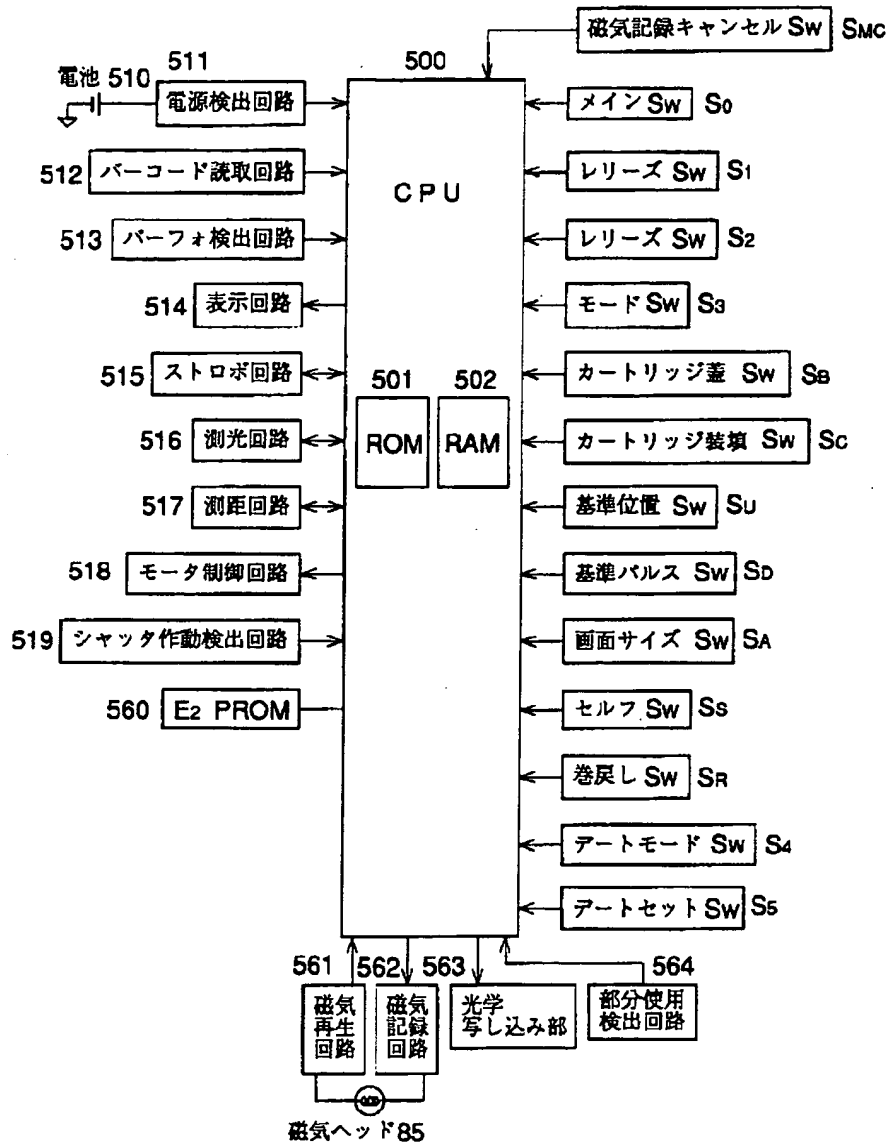 磁気記録キャンセル SW SMC
511
500
電池 510
電源検出回路
メイン SW S0
512 バーコード読取回路
レリーズ SW S1
CPU
513 パーフォ検出回路
レリーズ SW S2
514 表示回路
モード SW S3
515 ストロボ回路
501 502
カートリッジ蓋 SW SB
516 測光回路
ROM RAM
カートリッジ装填 SW SC
517 測距回路
基準位置 SW SU
518 モータ制御回路
基準パルス SW SD
519 シャッタ作動検出回路
画面サイズ SW SA
560 E2 PROM
セルフ SW SS
巻戻し SW SR
デートモード SW S4
デートセット SW S5
561 562 563 564
磁気
再生
回路
磁気
記録
回路
光学
写し込み部
部分使用
検出回路
磁気ヘッド85